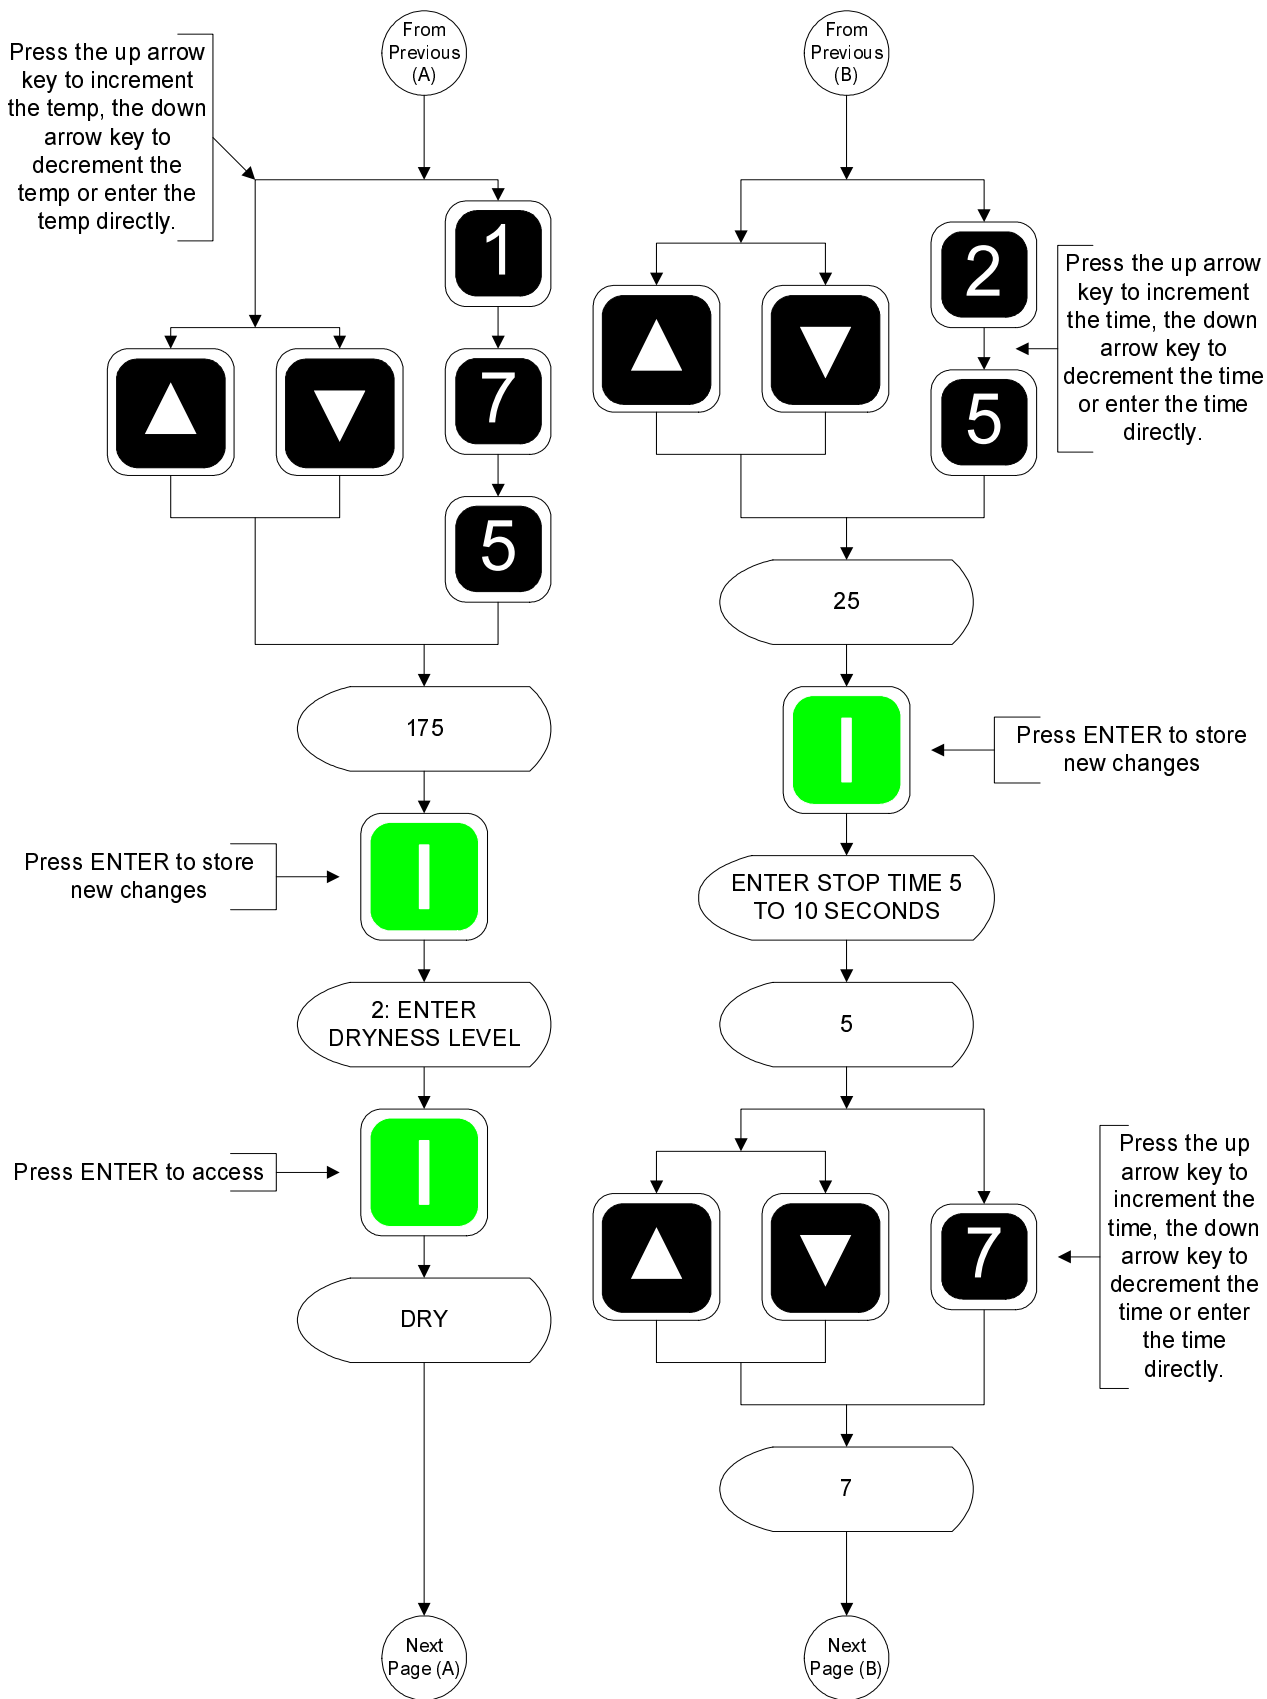 From
Previous
(A)
Press the up arrow
key to increment
the temp, the down
arrow key to
decrement the
temp or enter the
temp directly.
1
7
5
175
Press ENTER to store
new changes
2: ENTER
DRYNESS LEVEL
Press ENTER to access
DRY
Next
Page (A)
From
Previous
(B)
2
5
Press the up arrow
key to increment
the time, the down
arrow key to
decrement the time
or enter the time
directly.
25
Press ENTER to store
new changes
ENTER STOP TIME 5
TO 10 SECONDS
5
7
Press the up
arrow key to
increment the
time, the down
arrow key to
decrement the
time or enter
the time
directly.
7
Next
Page (B)